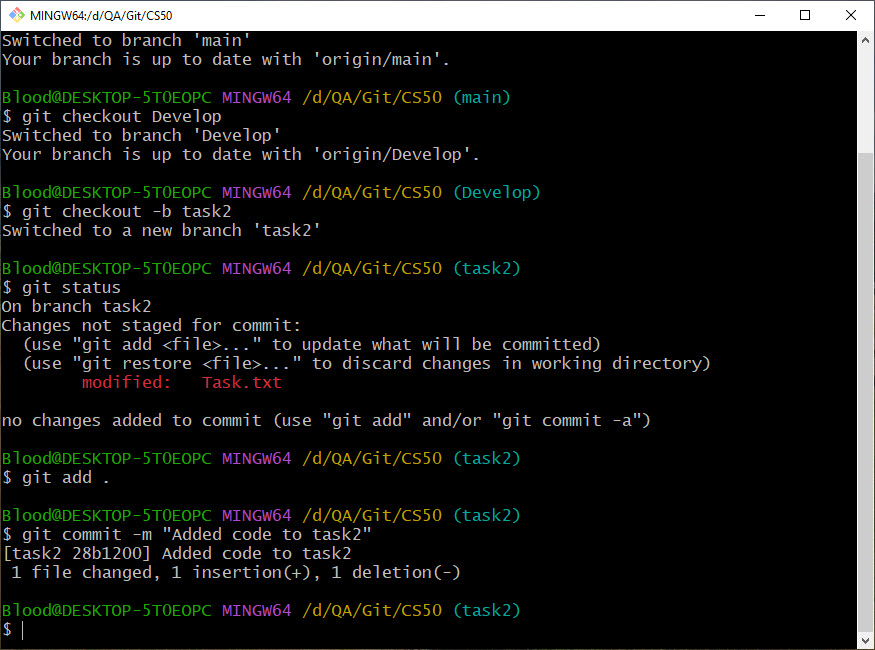 MINGW64:/d/QA/Git/CS50
Switched to branch 'main'
Your branch is up to date with 'origin/main'.
Blood@DESKTOP-5T0EOPC MINGW64 /d/QA/Git/CS50 (main)
$ git checkout Develop
Switched to branch 'Develop'
Your branch is up to date with 'origin/Develop'.
Blood@DESKTOP-5T0EOPC MINGW64 /d/QA/Git/CS50 (Develop)
$ git checkout -b task2
Switched to a new branch 'task2'
Blood@DESKTOP-5T0EOPC MINGW64 /d/QA/Git/CS50 (task2)
$ git status
On branch task2
Changes not staged for commit:
  (use "git add <file>..." to update what will be committed)
  (use "git restore <file>..." to discard changes in working directory)
        modified:   Task.txt
no changes added to commit (use "git add" and/or "git commit -a")
Blood@DESKTOP-5T0EOPC MINGW64 /d/QA/Git/CS50 (task2)
$ git add .
Blood@DESKTOP-5T0EOPC MINGW64 /d/QA/Git/CS50 (task2)
$ git commit -m "Added code to task2"
[task2 28b1200] Added code to task2
 1 file changed, 1 insertion(+), 1 deletion(-)
Blood@DESKTOP-5T0EOPC MINGW64 /d/QA/Git/CS50 (task2)
$